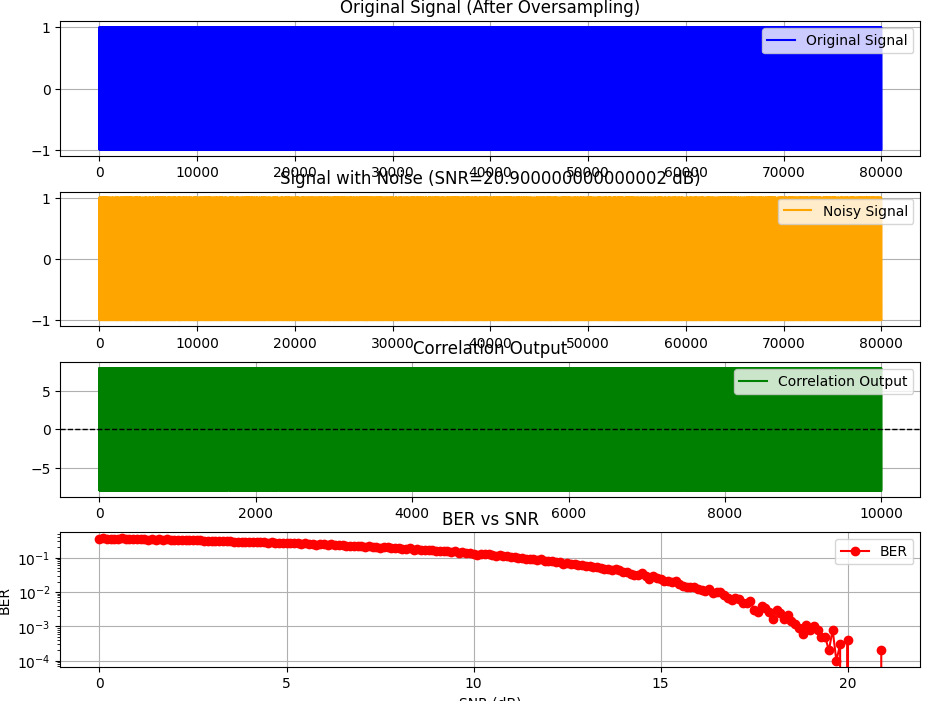 Original Signal (After Oversampling)
1
0
−1
Original Signal
0 10000 20000 30000 40000 50000 60000 70000 80000
Signal with Noise (SNR=20.900000000000002 dB)
1
0
−1
Noisy Signal
0 10000 20000 30000 40000 50000 60000 70000 80000
Correlation Output
5
0
−5
Correlation Output
0 2000 4000 6000 8000 10000
BER vs SNR
BER
10⁻¹
10⁻²
10⁻³
10⁻⁴
BER
0 5 10 15 20
SNR (dB)